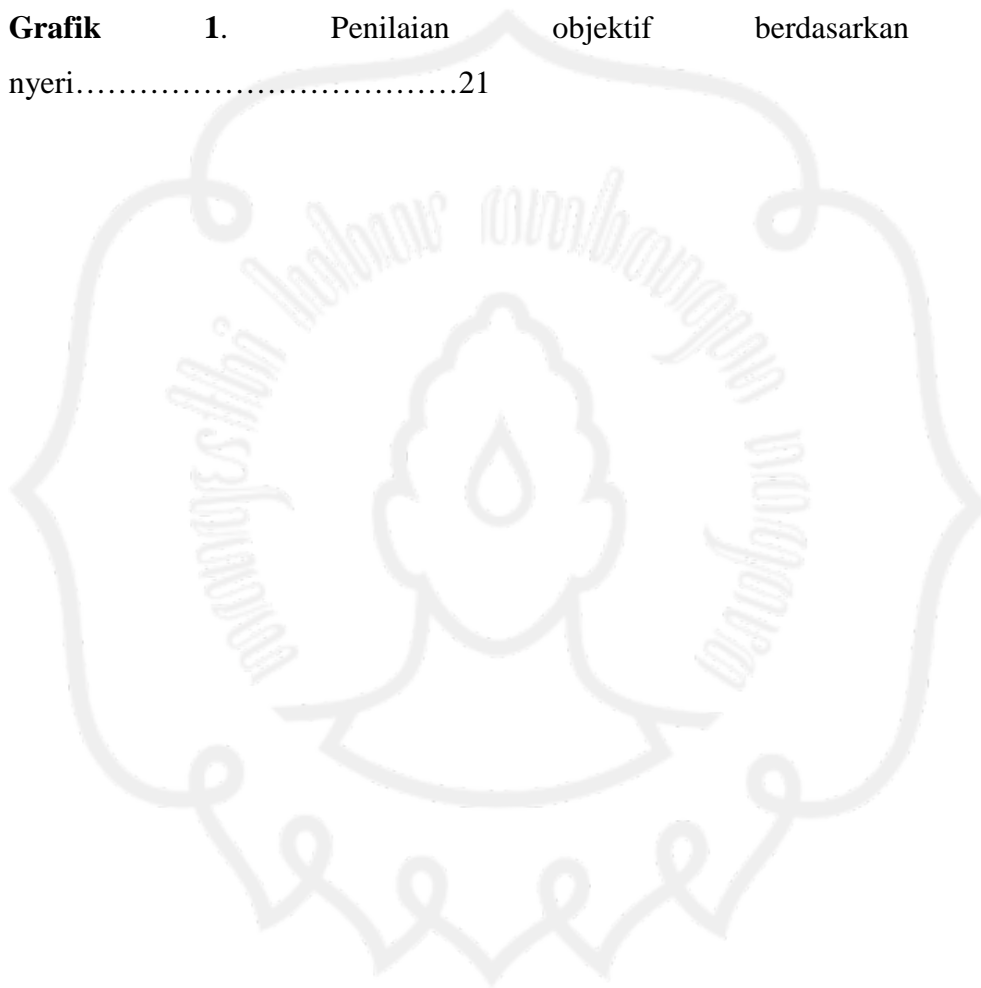 Grafik 1. Penilaian objektif berdasarkan
nyeri……………………………….21